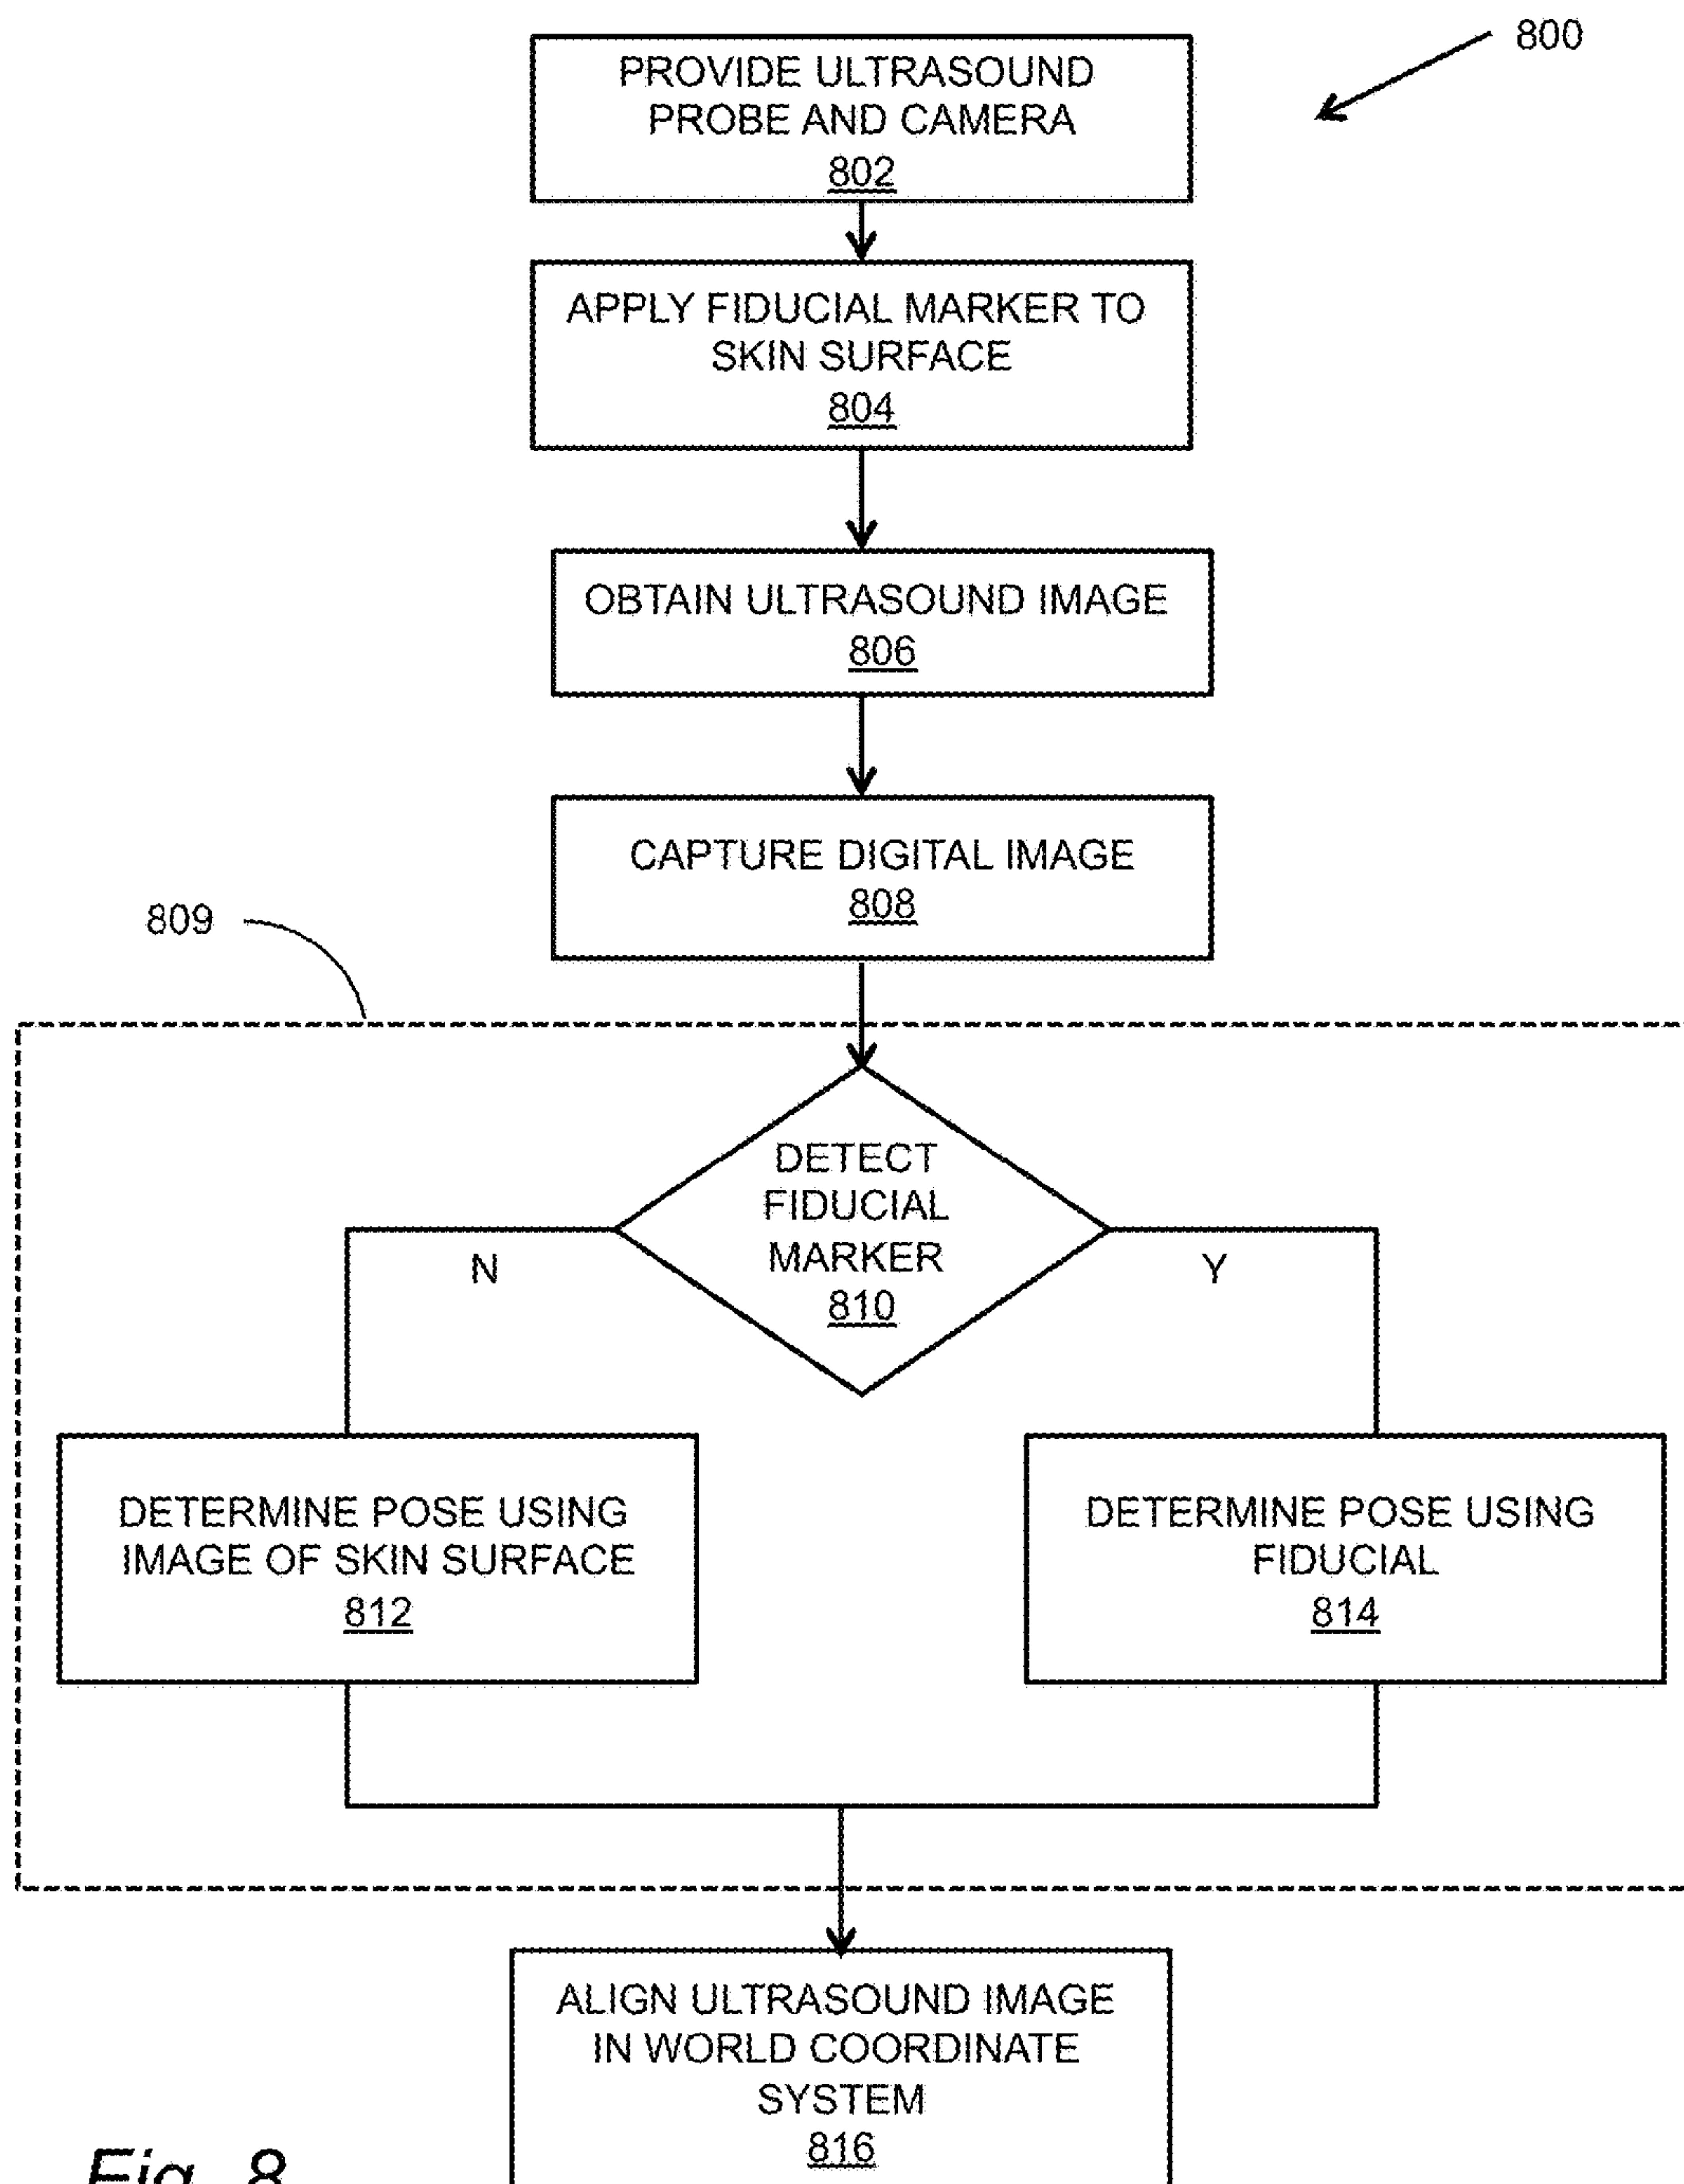 800
PROVIDE ULTRASOUND
PROBE AND CAMERA
802
APPLY FIDUCIAL MARKER TO
SKIN SURFACE
804
OBTAIN ULTRASOUND IMAGE
806
CAPTURE DIGITAL IMAGE
808
809
DETECT
FIDUCIAL
MARKER
810
N
Y
DETERMINE POSE USING
IMAGE OF SKIN SURFACE
812
DETERMINE POSE USING
FIDUCIAL
814
ALIGN ULTRASOUND IMAGE
IN WORLD COORDINATE
SYSTEM
816
Fig. 8